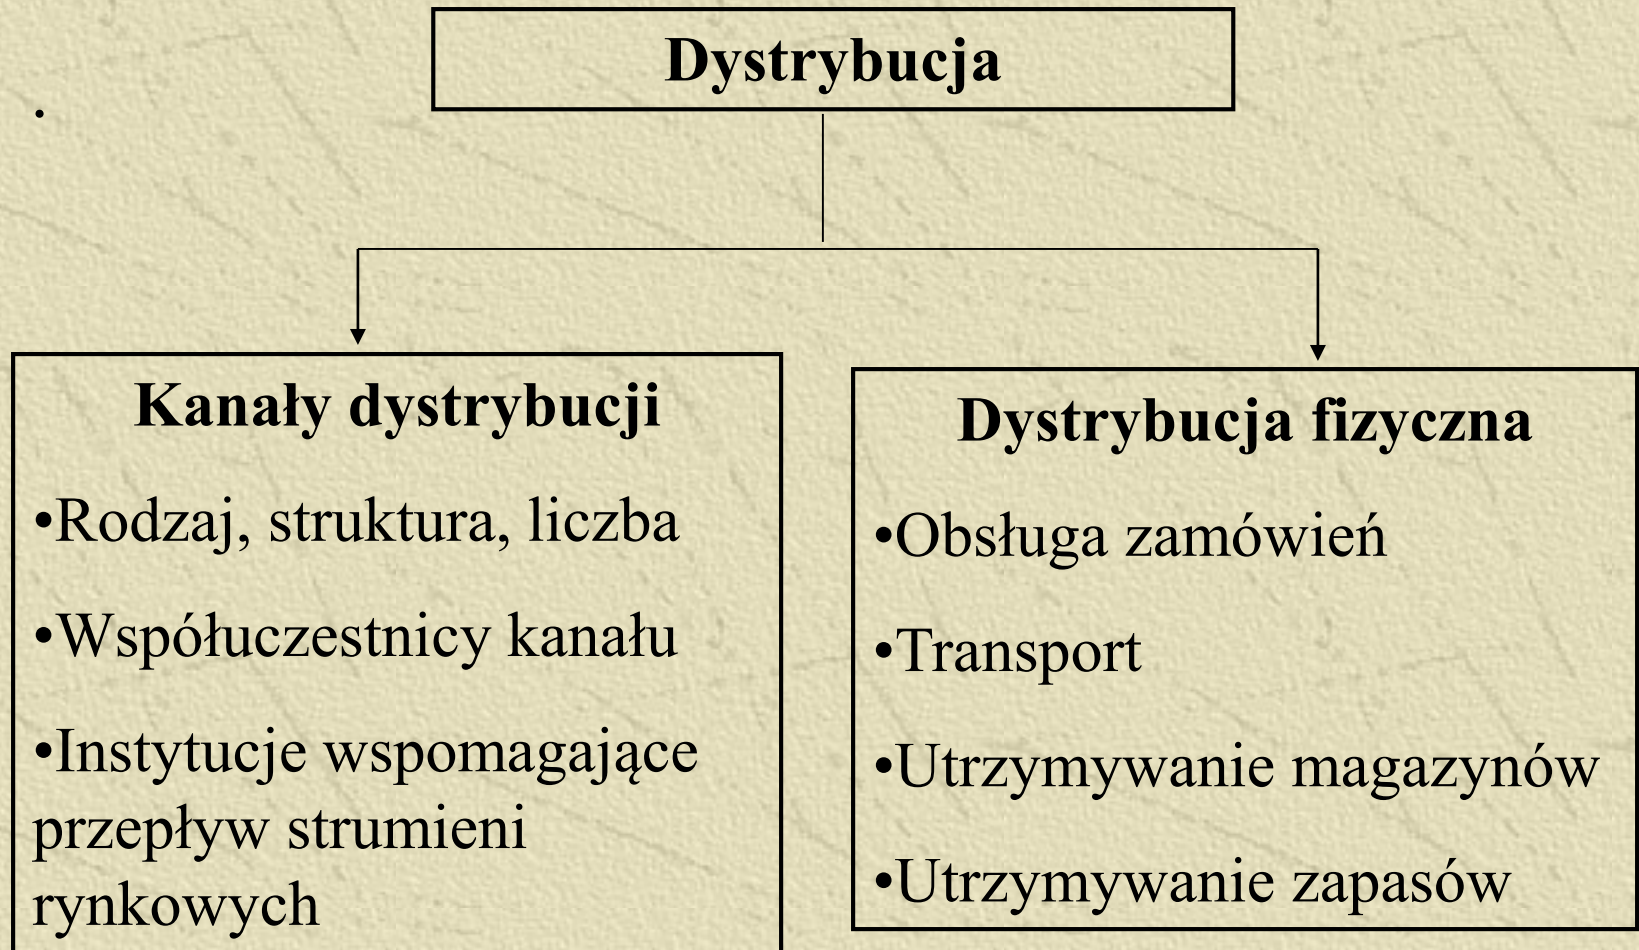 Dystrybucja
.
Kanały dystrybucji
•Rodzaj, struktura, liczba
•Współuczestnicy kanału
•Instytucje wspomagające
przepływ strumieni
rynkowych
Dystrybucja fizyczna
•Obsługa zamówień
•Transport
•Utrzymywanie magazynów
•Utrzymywanie zapasów